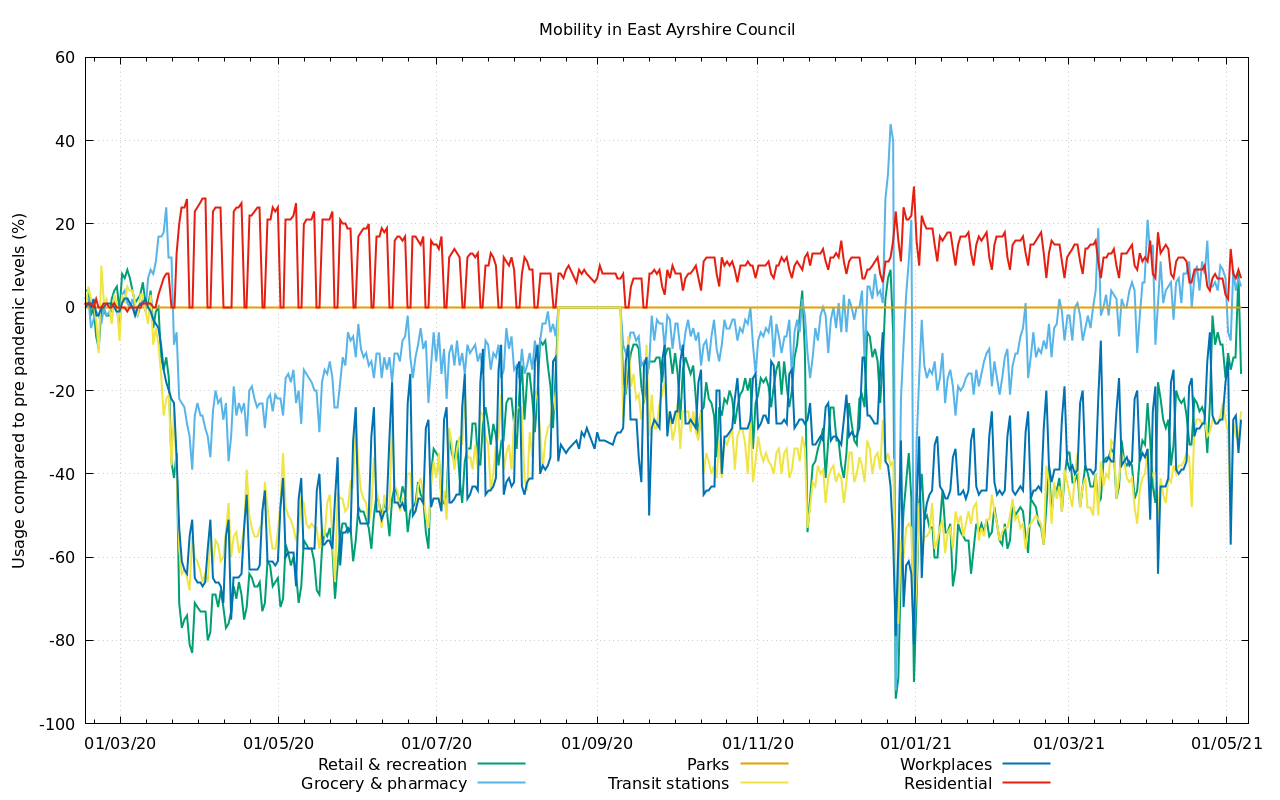 Mobility in East Ayrshire Council
Usage compared to pre pandemic levels (%)
60
40
20
0
-20
-40
-60
-80
-100
01/03/20 01/05/20 01/07/20 01/09/20 01/11/20 01/01/21 01/03/21 01/05/21
Retail & recreation Parks Workplaces
Grocery & pharmacy Transit stations Residential